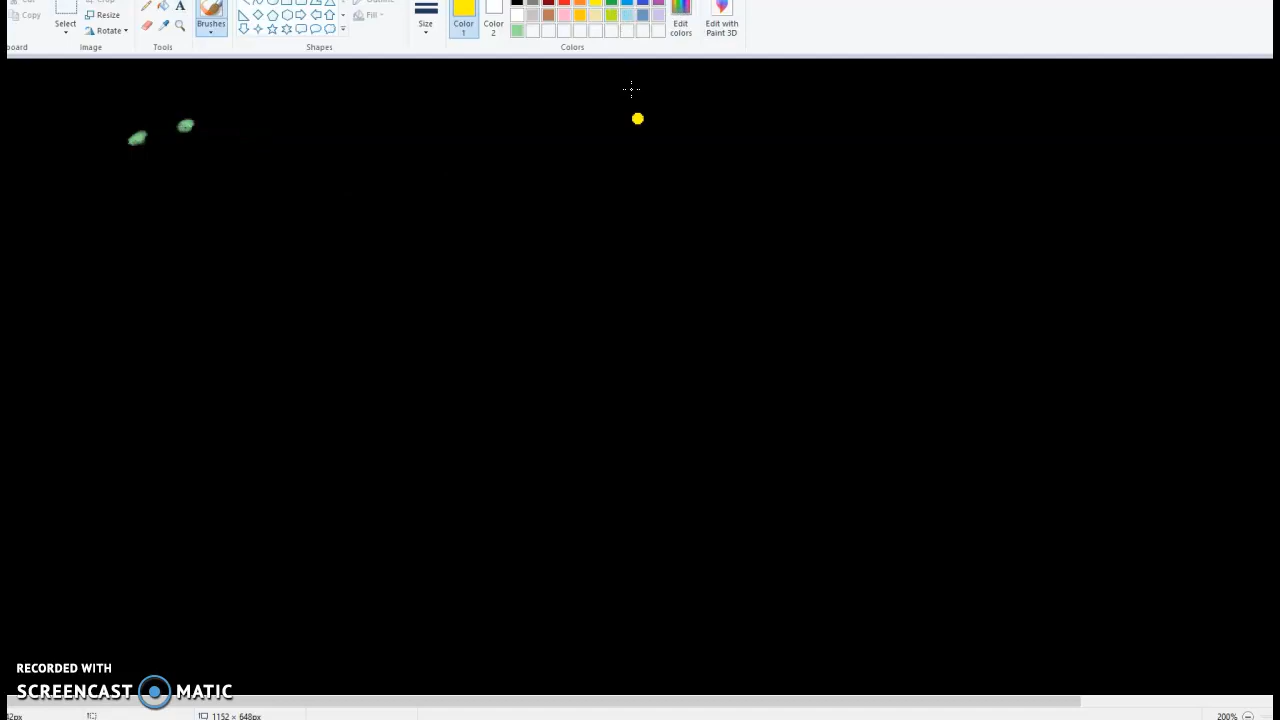 Copy
Select
Resize
Rotate
A
Brushes
Fill
Size
Color
1
Color
2
Edit
colors
Edit with
Paint 3D
Image
Tools
Shapes
Colors
RECORDED WITH
SCREENCAST MATIC
1152 × 648px
200%